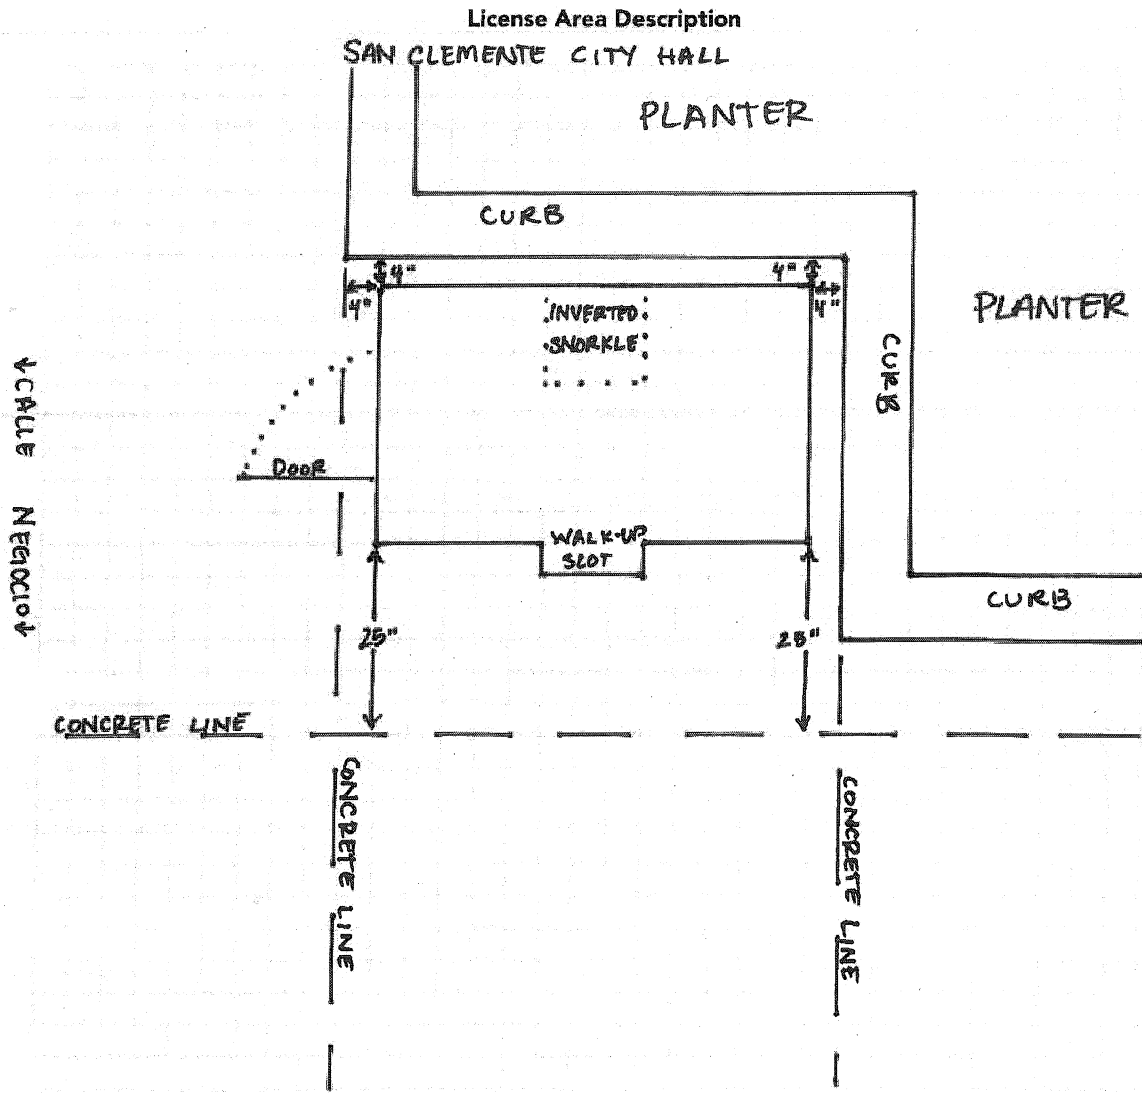 License Area Description
SAN CLEMENTE CITY HALL
PLANTER
CURB
4"
4"
4"
4"
INVERTED
SNORKLE
PLANTER
CURB
↓CALLE NEGOCIO↓
DOOR
WALK-UP
SLOT
CURB
25"
25"
CONCRETE LINE
CONCRETE LINE
CONCRETE LINE